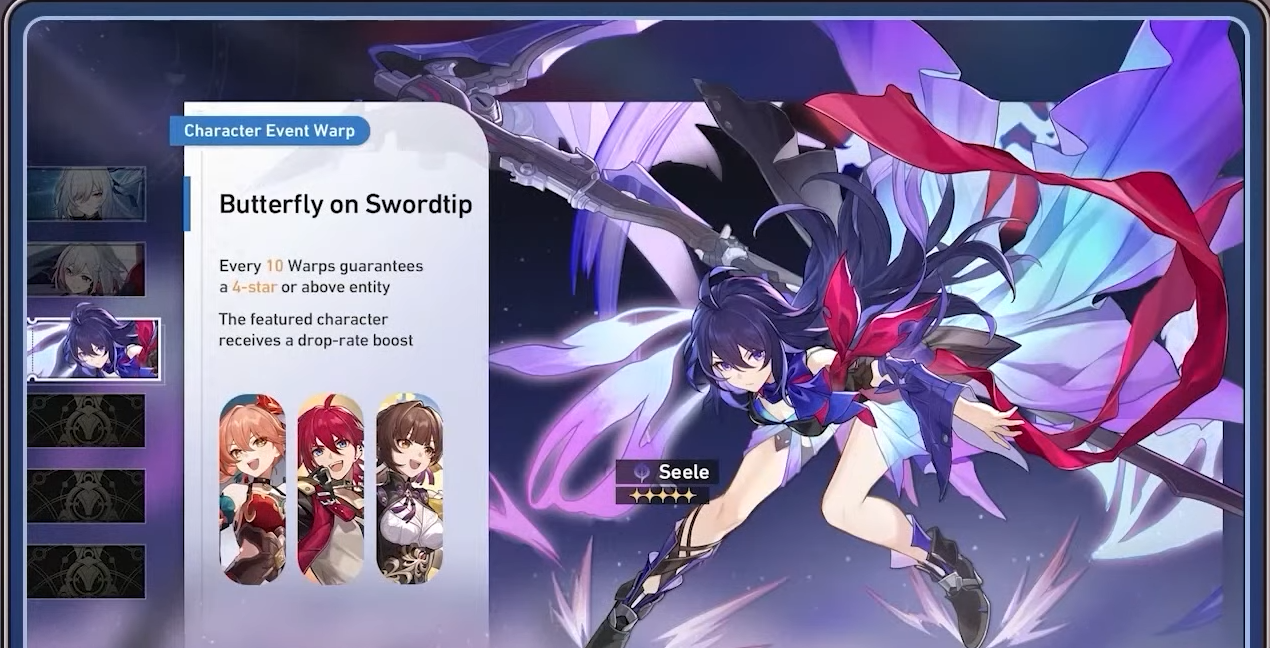 Character Event Warp
Butterfly on Swordtip
Every 10 Warps guarantees
a 4-star or above entity
The featured character
receives a drop-rate boost
Seele